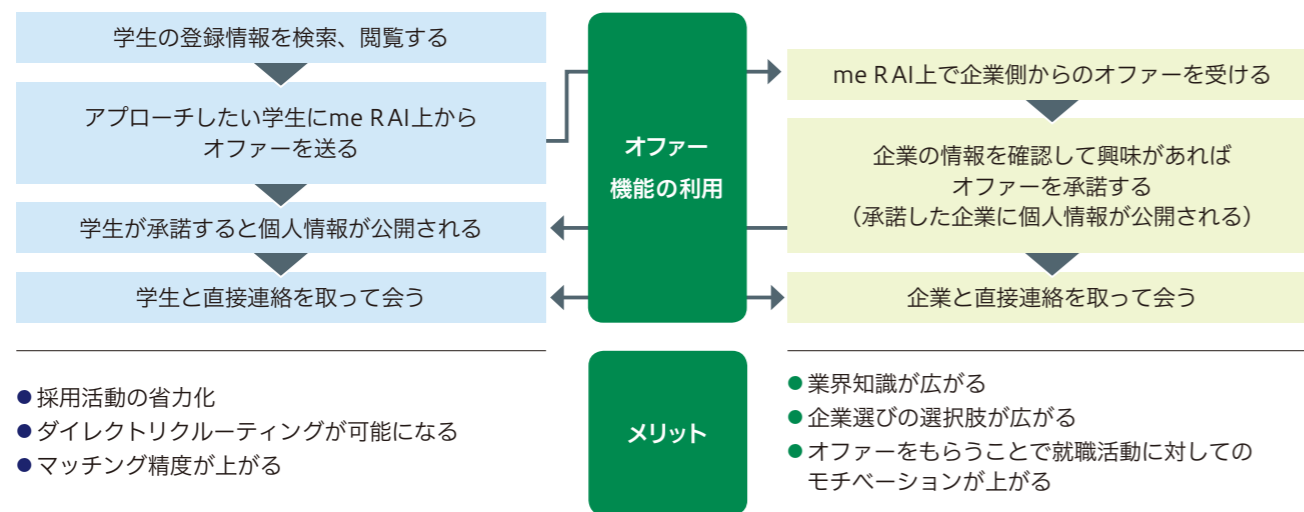 学生の登録情報を検索、閲覧する
アプローチしたい学生にme R AI上から
オファーを送る
学生が承諾すると個人情報が公開される
学生と直接連絡を取って会う
オファー
機能の利用
me R AI上で企業側からのオファーを受ける
企業の情報を確認して興味があれば
オファーを承諾する
（承諾した企業に個人情報が公開される）
企業と直接連絡を取って会う
●採用活動の省力化
●ダイレクトリクルーティングが可能になる
●マッチング精度が上がる
メリット
●業界知識が広がる
●企業選びの選択肢が広がる
●オファーをもらうことで就職活動に対しての
モチベーションが上がる